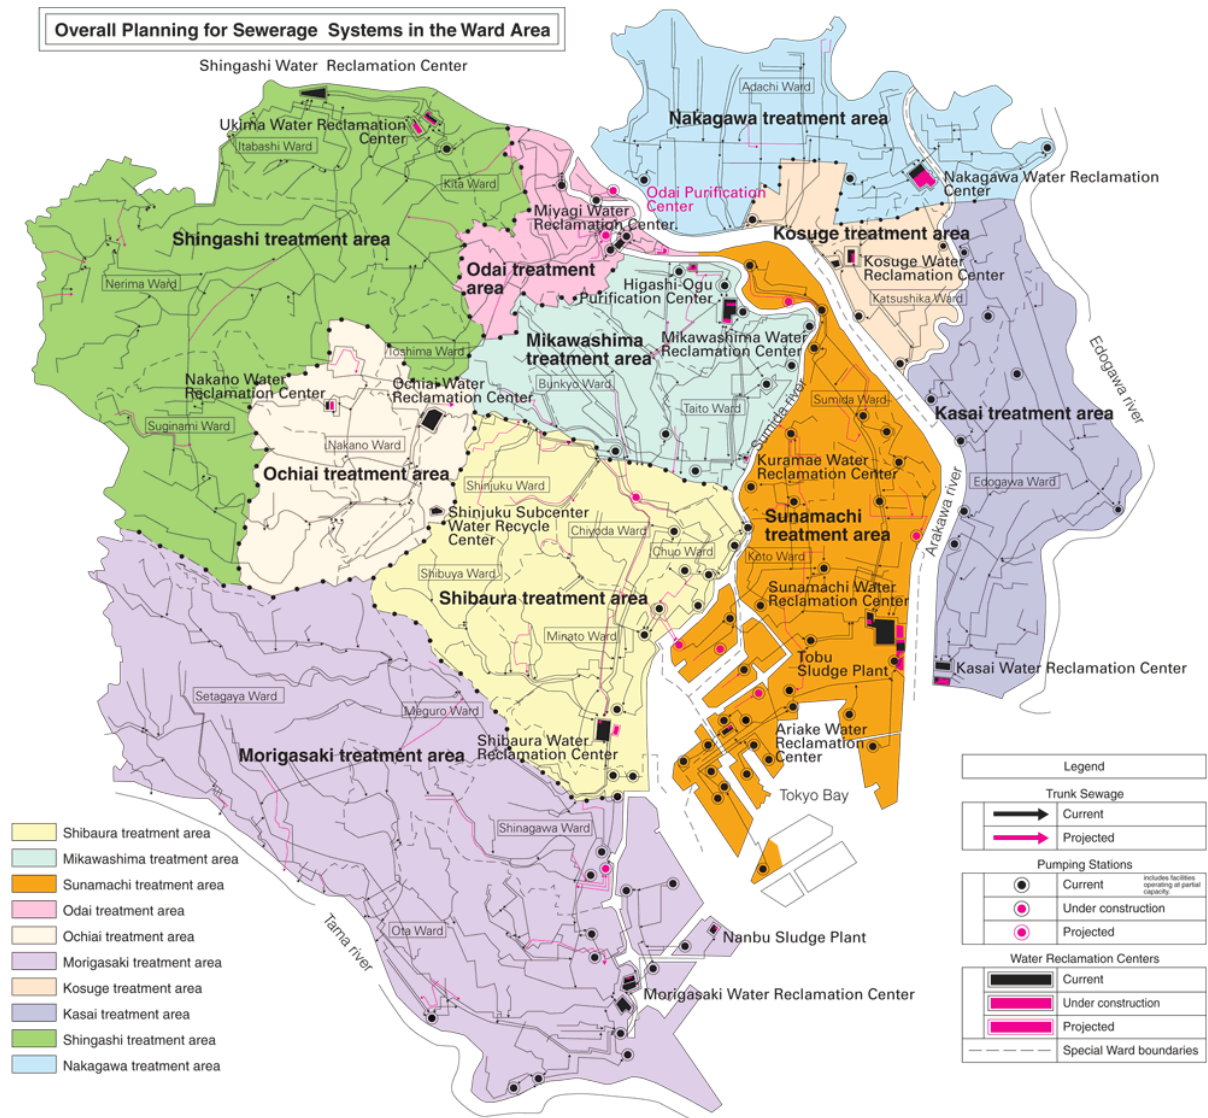 Overall Planning for Sewerage Systems in the Ward Area
Shingashi Water Reclamation Center
Adachi Ward
Nakagawa treatment area
Ukima Water Reclamation
Center
Itabashi Ward
Kita Ward
Nakagawa Water Reclamation
Center
Odai Purification
Center
Miyagi Water
Reclamation Center
Shingashi treatment area
Kosuge treatment area
Odai treatment
area
Kosuge Water
Reclamation Center
Higashi-Ogu
Purification Center
Nerima Ward
Katsushika Ward
Mikawashima
treatment area
Mikawashima Water
Reclamation Center
Edogawa river
Toshima Ward
Nakano Water
Reclamation Center
Ochiai Water
Reclamation Center
Bunkyo Ward
Taito Ward
Sumida river
Sumida Ward
Kasai treatment area
Suginami Ward
Nakano Ward
Ochiai treatment area
Kuramae Water
Reclamation Center
Shinjuku Ward
Edogawa Ward
Arakawa river
Shinjuku Subcenter
Water Recycle
Center
Chiyoda Ward
Sunamachi
treatment area
Chuo Ward
Koto Ward
Shibuya Ward
Shibaura treatment area
Sunamachi Water
Reclamation Center
Minato Ward
Tobu
Sludge Plant
Kasai Water Reclamation Center
Setagaya Ward
Meguro Ward
Morigasaki treatment area
Shibaura Water
Reclamation Center
Ariake Water
Reclamation
Center
Tokyo Bay
Shinagawa Ward
Tama river
Ota Ward
Nanbu Sludge Plant
Morigasaki Water Reclamation Center
Shibaura treatment area
Mikawashima treatment area
Sunamachi treatment area
Odai treatment area
Ochiai treatment area
Morigasaki treatment area
Kosuge treatment area
Kasai treatment area
Shingashi treatment area
Nakagawa treatment area
Legend
Trunk Sewage
Current
Projected
Pumping Stations
Current
includes facilities
operating at partial
capacity.
Under construction
Projected
Water Reclamation Centers
Current
Under construction
Projected
Special Ward boundaries